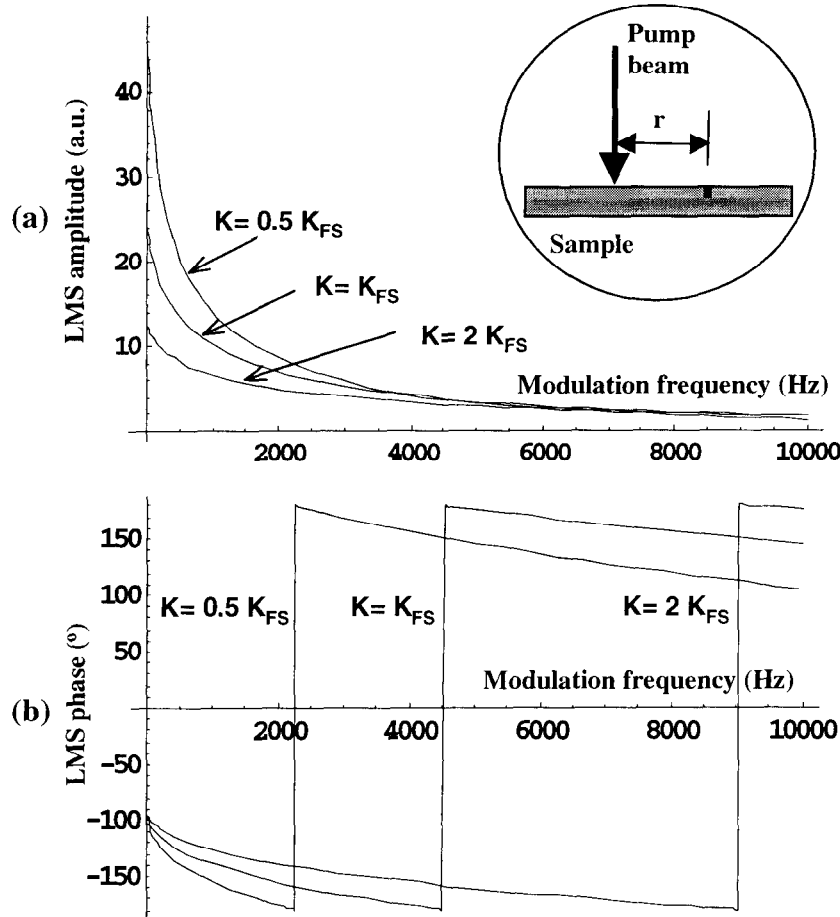 (a)
LMS amplitude (a.u.)
40
30
20
10
K= 0.5 K_FS
K= K_FS
K= 2 K_FS
Pump
beam
r
Sample
Modulation frequency (Hz)
2000 4000 6000 8000 10000
(b)
LMS phase (º)
150
100
50
-50
-100
-150
K= 0.5 K_FS K= K_FS K= 2 K_FS
Modulation frequency (Hz)
2000 4000 6000 8000 10000